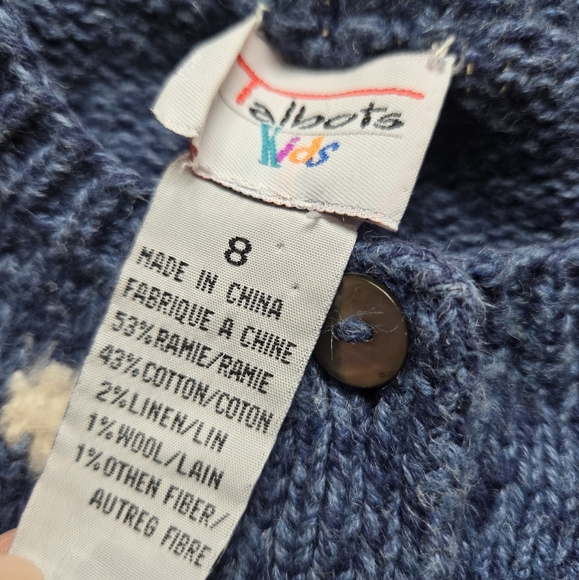 Talbots
Kids
8
MADE IN CHINA
FABRIQUE A CHINE
53%RAMIE/RAMIE
43%COTTON/COTON
2%LINEN/LIN
1%WOOL/LAIN
1%OTHEN FIBER/
AUTREG FIBRE